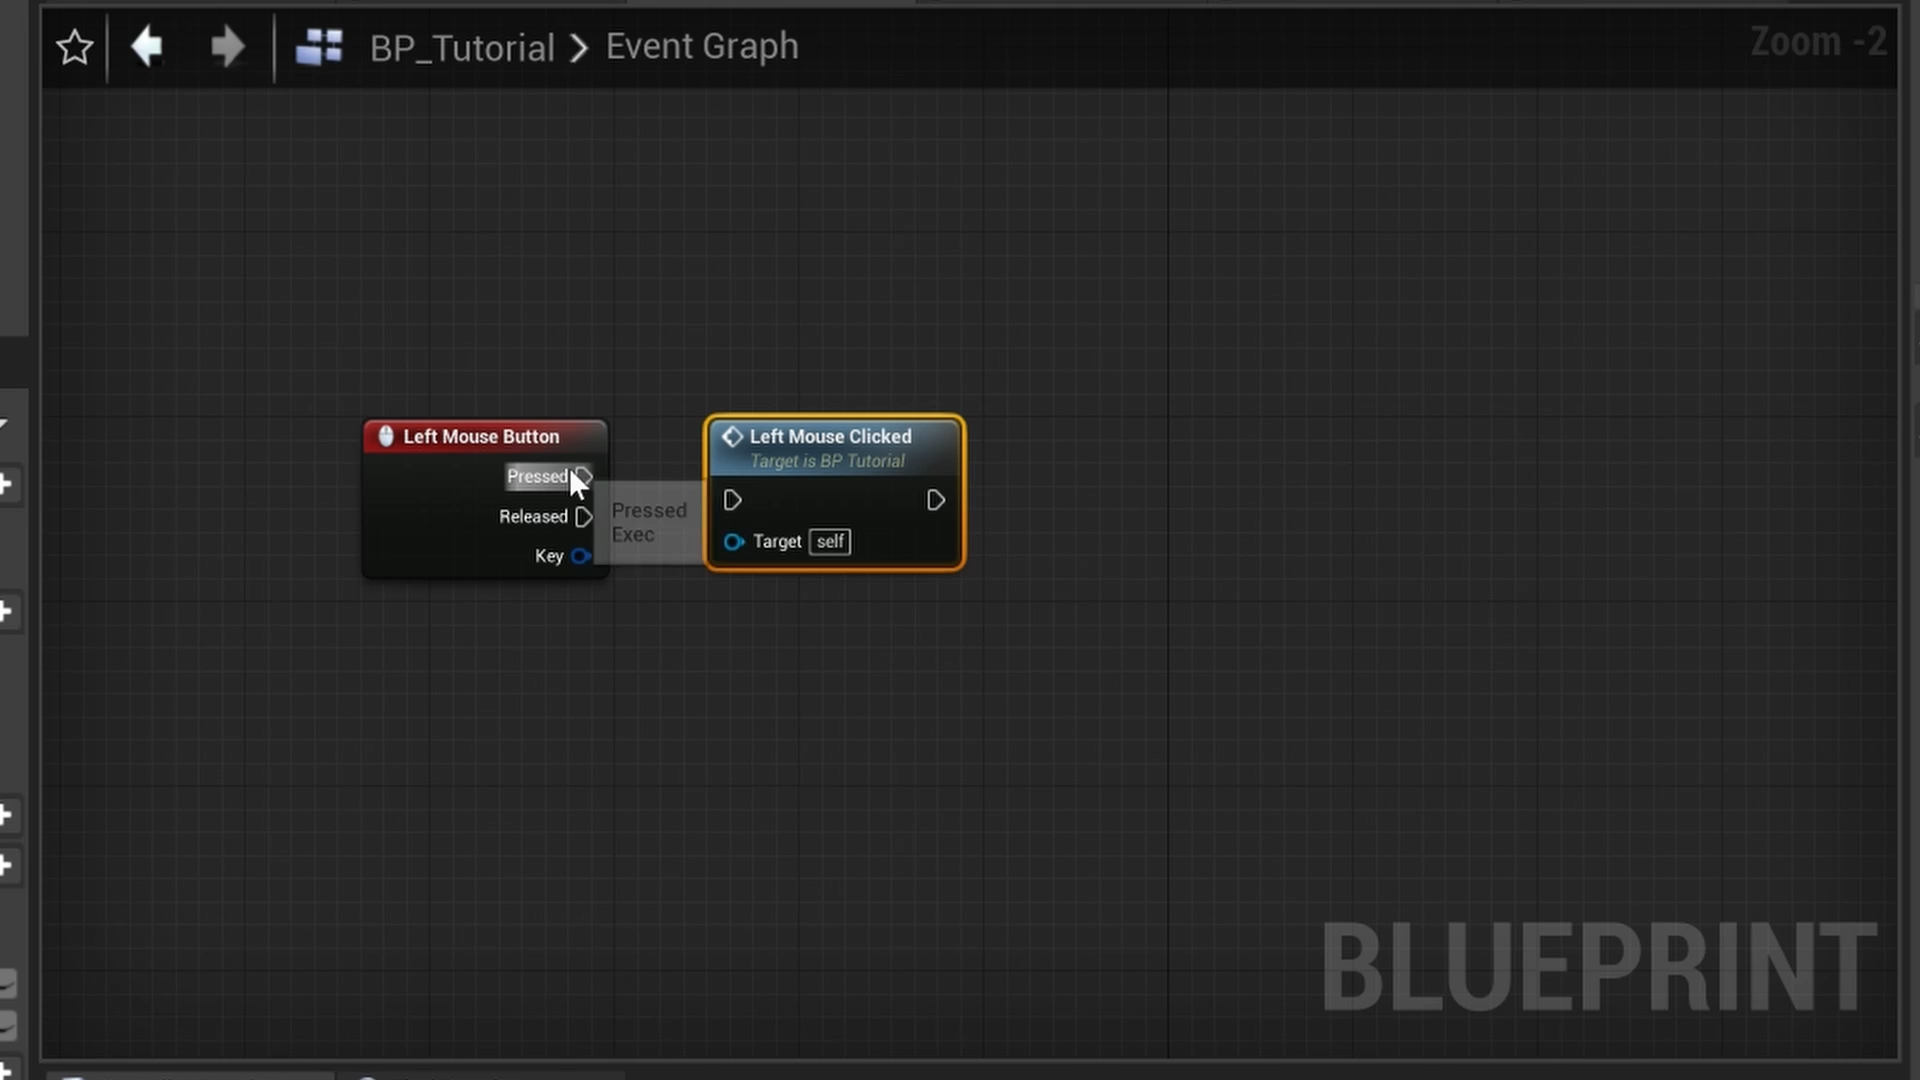 BP_Tutorial > Event Graph
Zoom -2
Left Mouse Button
Pressed
Released
Key
Pressed
Exec
Left Mouse Clicked
Target is BP Tutorial
Target self
BLUEPRINT